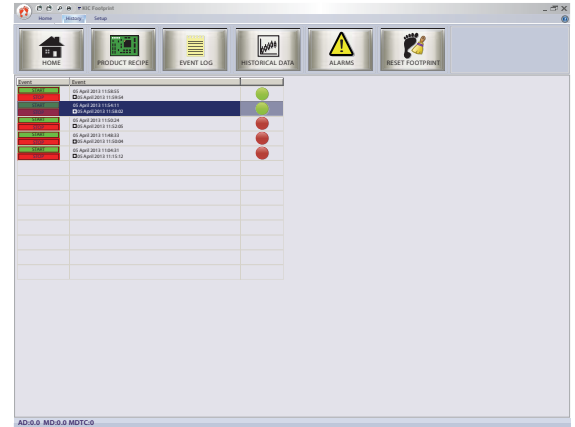 BBC Footprint
Home History Setup
HOME PRODUCT RECIPE EVENT LOG HISTORICAL DATA ALARMS RESET FOOTPRINT
Event Event
START 05 April 2013 11:58:55
STOP 05 April 2013 11:59:54
START 05 April 2013 11:54:11
STOP 05 April 2013 11:58:02
START 05 April 2013 11:50:24
STOP 05 April 2013 11:52:06
START 05 April 2013 11:48:33
STOP 05 April 2013 11:50:04
START 05 April 2013 11:04:31
STOP 05 April 2013 11:15:12
AD:0.0 MD:0.0 MDTC:0